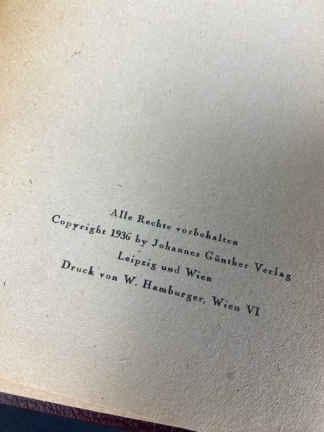 Alle Rechte vorbehalten
Copyright 1936 by Johannes Günther Verlag
Leipzig und Wien
Druck von W. Hamburger, Wien VI